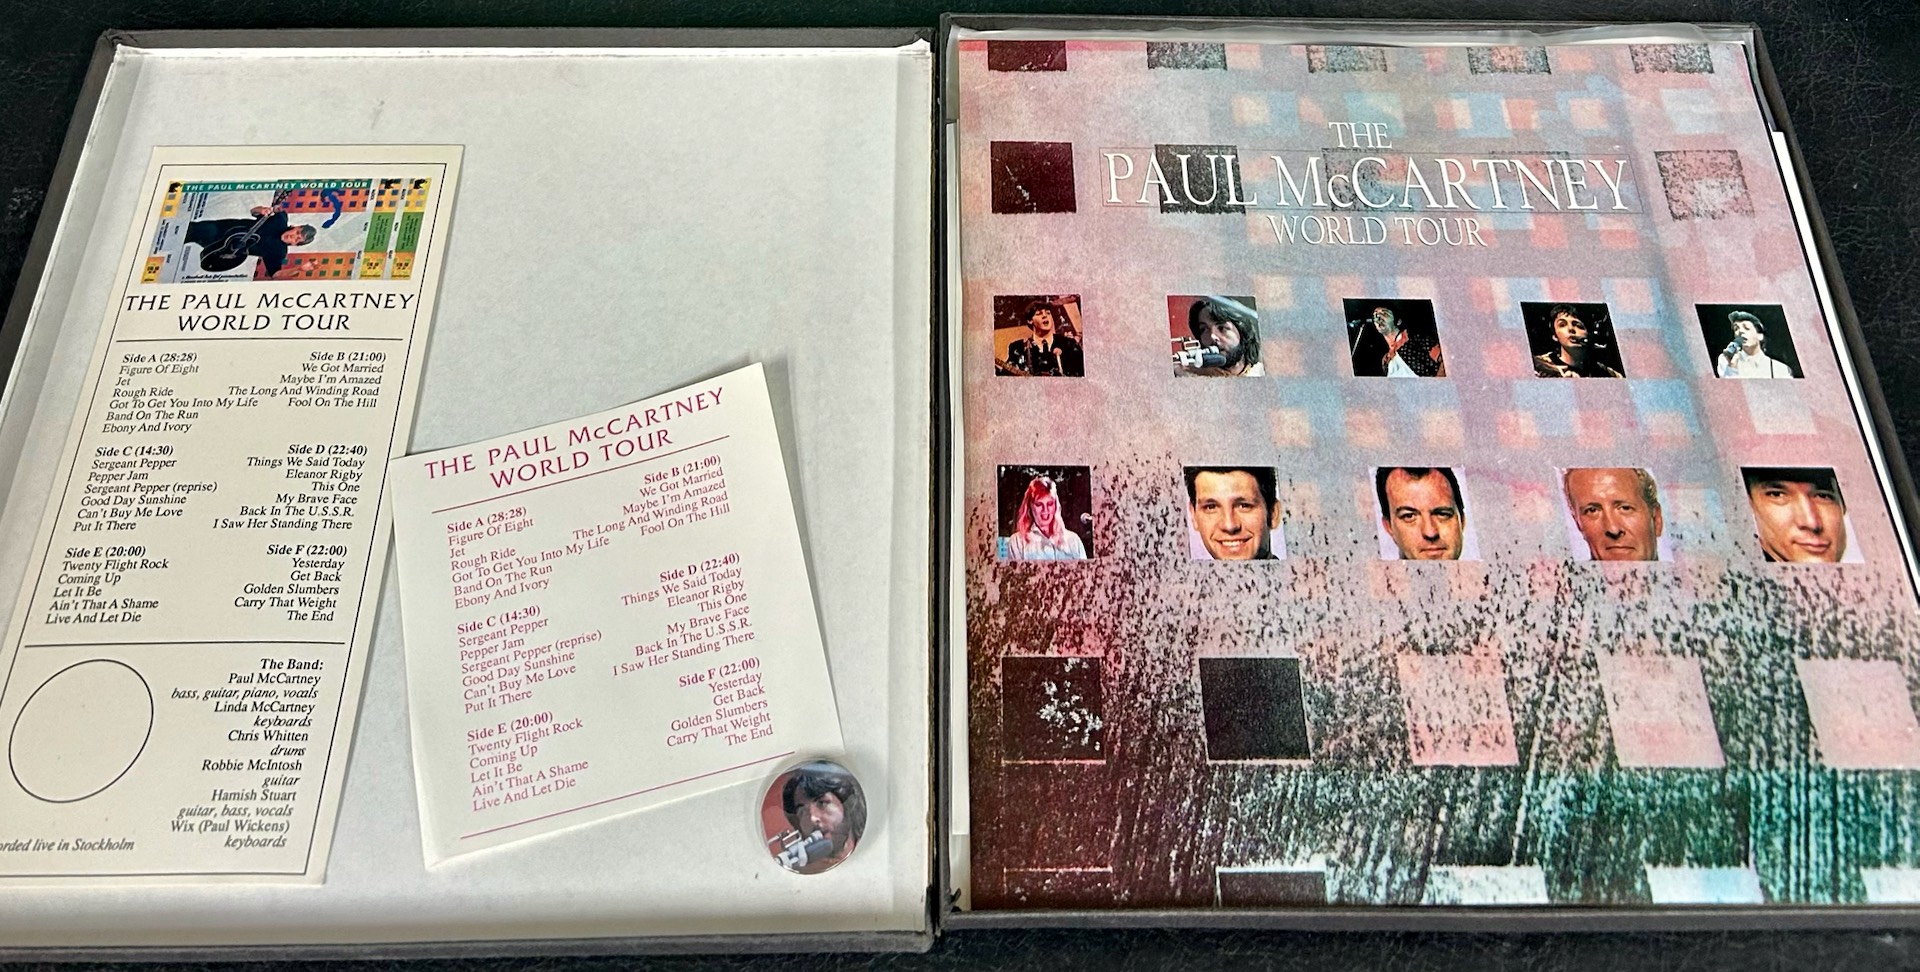 THE PAUL McCARTNEY WORLD TOUR
THE PAUL McCARTNEY
WORLD TOUR
Side A (28:28)
Figure Of Eight
Jet
Rough Ride
Got To Get You Into My Life
Band On The Run
Ebony And Ivory
Side B (21:00)
We Got Married
Maybe I'm Amazed
The Long And Winding Road
Fool On The Hill
Side C (14:30)
Sergeant Pepper
Pepper Jam
Sergeant Pepper (reprise)
Good Day Sunshine
Can't Buy Me Love
Put It There
Side D (22:40)
Things We Said Today
Eleanor Rigby
This One
My Brave Face
Back In The U.S.S.R.
I Saw Her Standing There
Side E (20:00)
Twenty Flight Rock
Coming Up
Let It Be
Ain't That A Shame
Live And Let Die
Side F (22:00)
Yesterday
Get Back
Golden Slumbers
Carry That Weight
The End
The Band:
Paul McCartney
bass, guitar, piano, vocals
Linda McCartney
keyboards
Chris Whitten
drums
Robbie McIntosh
guitar
Hamish Stuart
guitar, bass, vocals
Wix (Paul Wickens)
keyboards
live in Stockholm
THE PAUL McCARTNEY
WORLD TOUR
Side A (28:28)
Figure Of Eight
Jet
Rough Ride
Got To Get You Into My Life
Band On The Run
Ebony And Ivory
Side B (21:00)
We Got Married
Maybe I'm Amazed
The Long And Winding Road
Fool On The Hill
Side C (14:30)
Sergeant Pepper
Pepper Jam
Sergeant Pepper (reprise)
Good Day Sunshine
Can't Buy Me Love
Put It There
Side D (22:40)
Things We Said Today
Eleanor Rigby
This One
My Brave Face
Back In The U.S.S.R.
I Saw Her Standing There
Side E (20:00)
Twenty Flight Rock
Coming Up
Let It Be
Ain't That A Shame
Live And Let Die
Side F (22:00)
Yesterday
Get Back
Golden Slumbers
Carry That Weight
The End
THE
PAUL McCARTNEY
WORLD TOUR